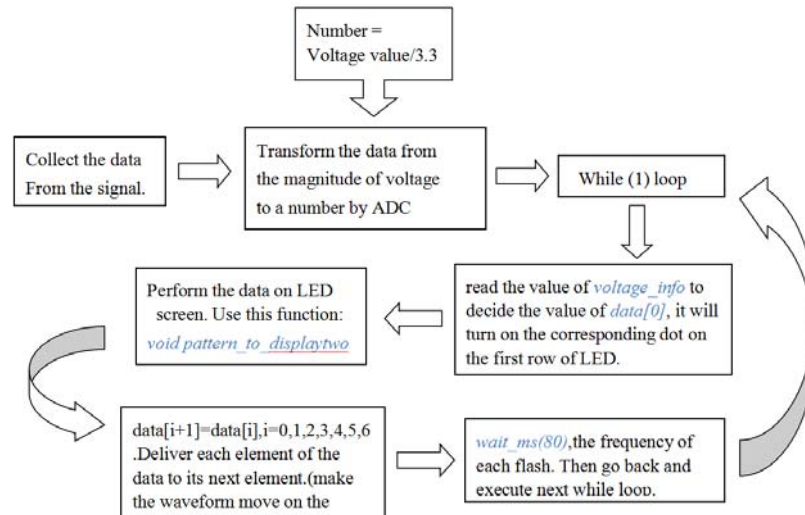 Number =
Voltage value/3.3
Collect the data
From the signal.
Transform the data from
the magnitude of voltage
to a number by ADC
While (1) loop
read the value of voltage_info to
decide the value of data[0], it will
turn on the corresponding dot on
the first row of LED.
Perform the data on LED
screen. Use this function:
void pattern_to_displaytwo
data[i+1]=data[i],i=0,1,2,3,4,5,6
.Deliver each element of the
data to its next element.(make
the waveform move on the
wait_ms(80),the frequency of
each flash. Then go back and
execute next while loop.